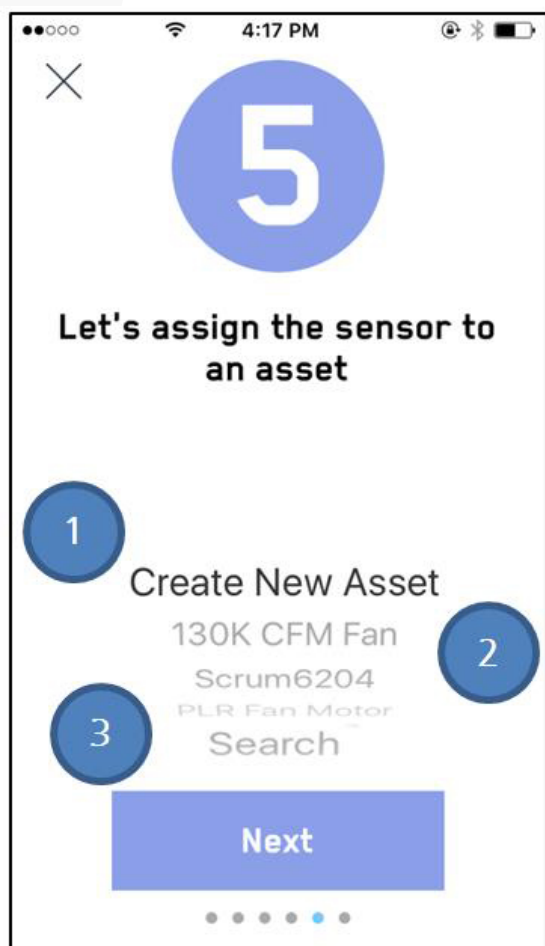 4:17 PM
5
Let's assign the sensor to
an asset
1
Create New Asset
130K CFM Fan
2
Scrum6204
PLR Fan Motor
3
Search
Next